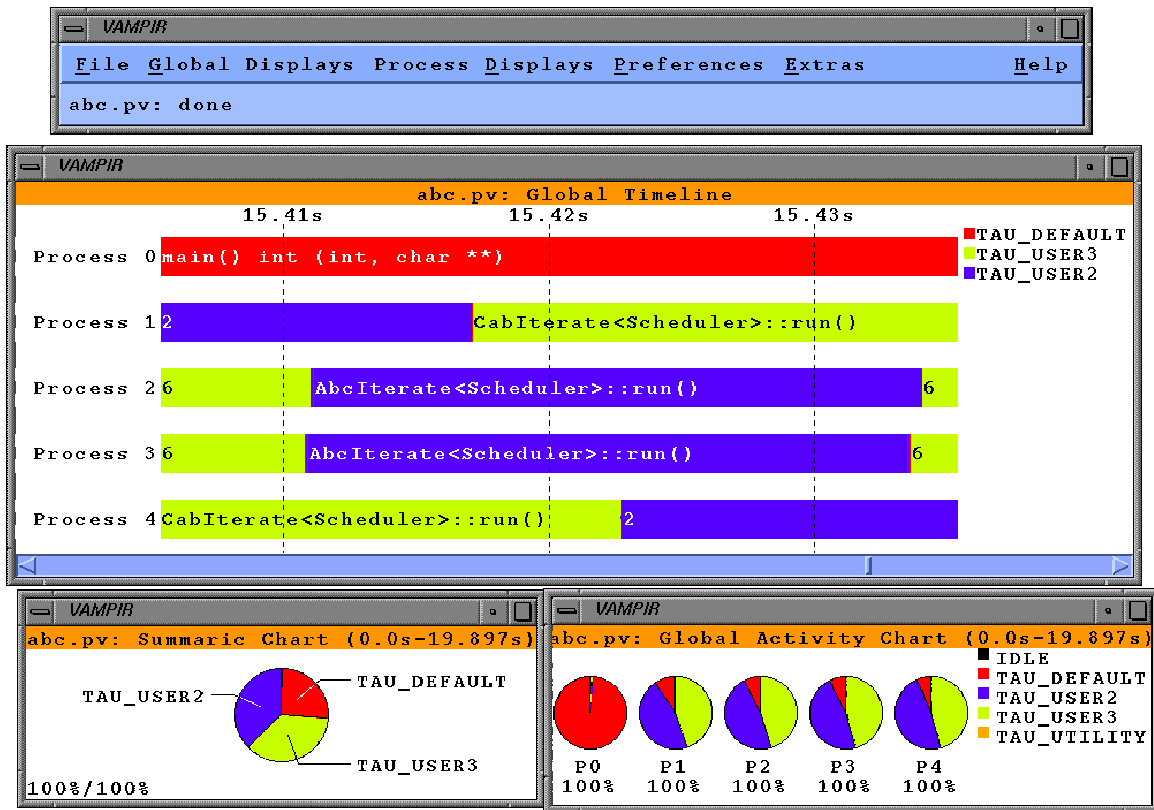 VAMPIR
File Global Displays Process Displays Preferences Extras Help
abc.pv: done
VAMPIR
abc.pv: Global Timeline
15.41s 15.42s 15.43s
TAU_DEFAULT
TAU_USER3
TAU_USER2
Process 0 main() int (int, char **)
Process 1 2 CabIterate<Scheduler>::run()
Process 2 6 AbcIterate<Scheduler>::run() 6
Process 3 6 AbcIterate<Scheduler>::run() 6
Process 4 CabIterate<Scheduler>::run() 2
VAMPIR
abc.pv: Summaric Chart (0.0s-19.897s)
TAU_DEFAULT
TAU_USER2
TAU_USER3
100%/100%
VAMPIR
abc.pv: Global Activity Chart (0.0s-19.897s)
IDLE
TAU_DEFAULT
TAU_USER2
TAU_USER3
TAU_UTILITY
P0 P1 P2 P3 P4
100% 100% 100% 100% 100%